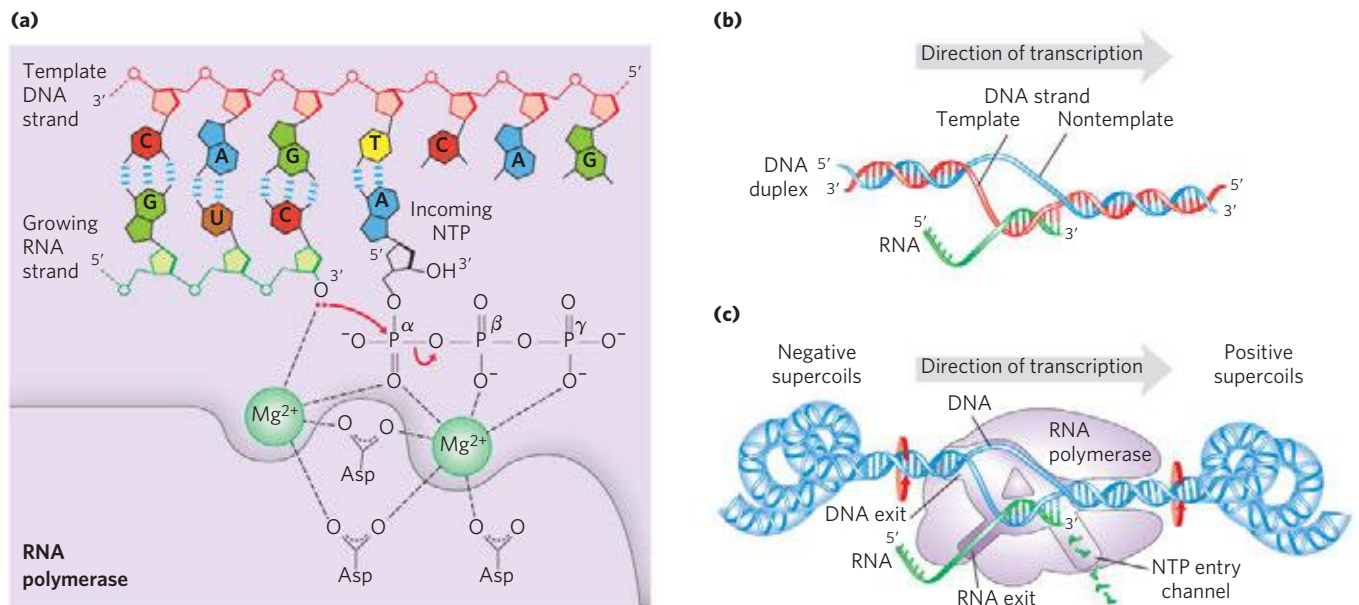 (a)
Template
DNA
strand
3′
5′
C A G T C A G
G U C A
Growing
RNA
strand
5′
3′
Incoming
NTP
5′
OH 3′
O
O O O
α β γ
⁻O P O P O P O⁻
O O⁻ O⁻
Mg²⁺
Mg²⁺
O O
Asp
O O
Asp
O O
Asp
RNA
polymerase
(b)
Direction of transcription
DNA strand
Template Nontemplate
DNA
duplex
5′
3′
5′
3′
5′
RNA
3′
(c)
Negative
supercoils
Direction of transcription
Positive
supercoils
DNA
RNA
polymerase
DNA exit
5′
RNA
3′
RNA exit
NTP entry
channel